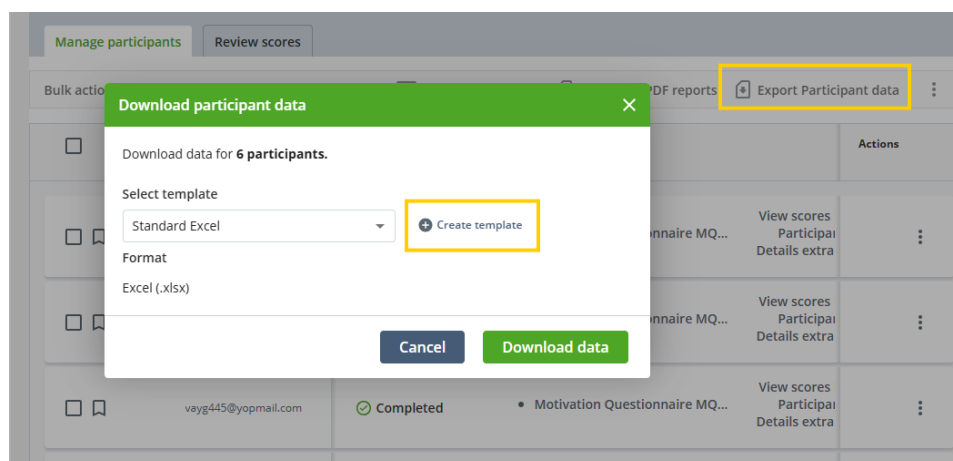 Manage participants
Review scores
Bulk actio
PDF reports
Export Participant data
Download participant data
Actions
Download data for 6 participants.
Select template
Standard Excel
Create template
Format
Excel (.xlsx)
Cancel
Download data
onnaire MQ...
View scores
Participa
Details extra
onnaire MQ...
View scores
Participa
Details extra
vayg445@yopmail.com
Completed
• Motivation Questionnaire MQ...
View scores
Participa
Details extra